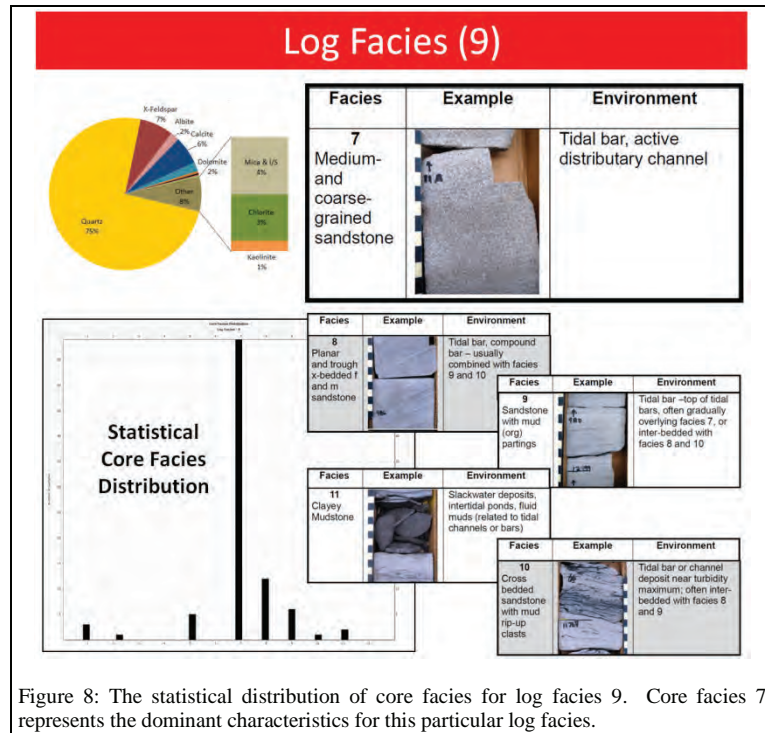 Log Facies (9)
K-Feldspar
7%
Albite
2%
Calcite
6%
Dolomite
2%
Other
8%
Quartz
75%
Mica & I/S
4%
Chlorite
3%
Kaolinite
1%
Facies Example Environment
7
Medium-
and
coarse-
grained
sandstone
Tidal bar, active
distributary channel
Statistical
Core Facies
Distribution
Facies Example Environment
8
Planar
and trough
x-bedded f
and m
sandstone
Tidal bar, compound
bar – usually
combined with facies
9 and 10
Facies Example Environment
9
Sandstone
with mud
(org)
partings
Tidal bar –top of tidal
bars, often gradually
overlying facies 7, or
inter-bedded with
facies 8 and 10
Facies Example Environment
11
Clayey
Mudstone
Slackwater deposits,
intertidal ponds, fluid
muds (related to tidal
channels or bars)
Facies Example Environment
10
Cross
bedded
sandstone
with mud
rip-up
clasts
Tidal bar or channel
deposit near turbidity
maximum; often inter-
bedded with facies 8
and 9
Figure 8: The statistical distribution of core facies for log facies 9. Core facies 7
represents the dominant characteristics for this particular log facies.